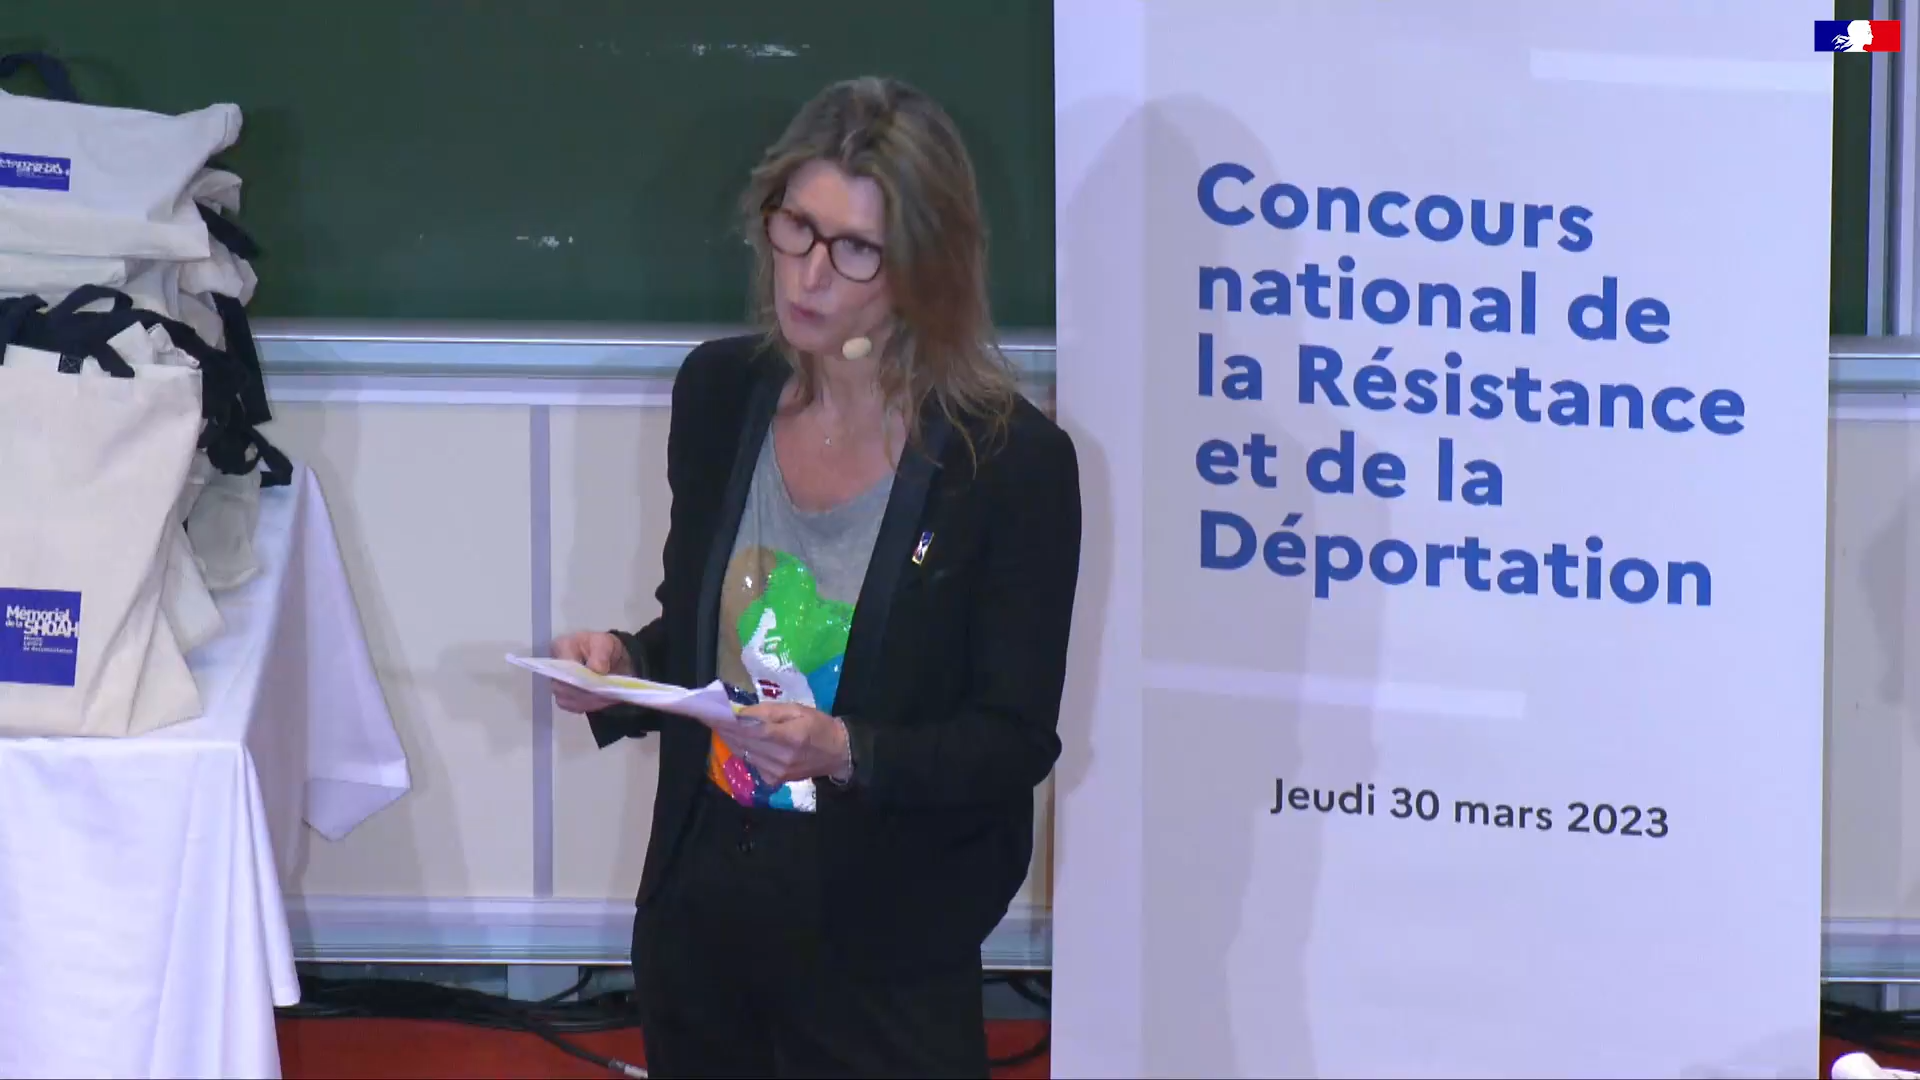 Concours
national de
la Résistance
et de la
Déportation
Jeudi 30 mars 2023
Mémorial
de la SHOAH